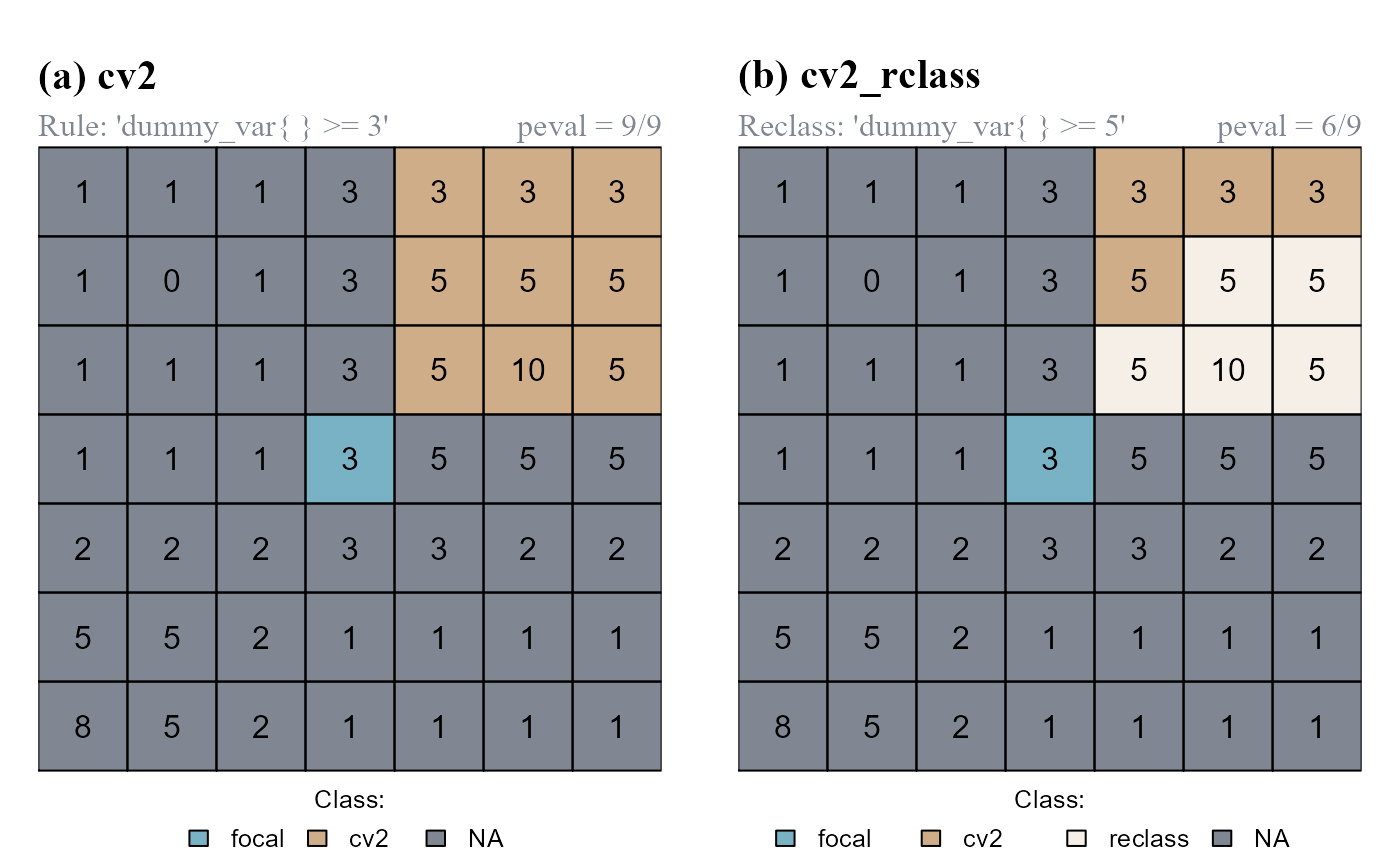 (a) cv2
Rule: 'dummy_var{ } >= 3' peval = 9/9
1 1 1 3 3 3 3
1 0 1 3 5 5 5
1 1 1 3 5 10 5
1 1 1 3 5 5 5
2 2 2 3 3 2 2
5 5 2 1 1 1 1
8 5 2 1 1 1 1
Class:
focal cv2 NA
(b) cv2_rclass
Reclass: 'dummy_var{ } >= 5' peval = 6/9
1 1 1 3 3 3 3
1 0 1 3 5 5 5
1 1 1 3 5 10 5
1 1 1 3 5 5 5
2 2 2 3 3 2 2
5 5 2 1 1 1 1
8 5 2 1 1 1 1
Class:
focal cv2 reclass NA